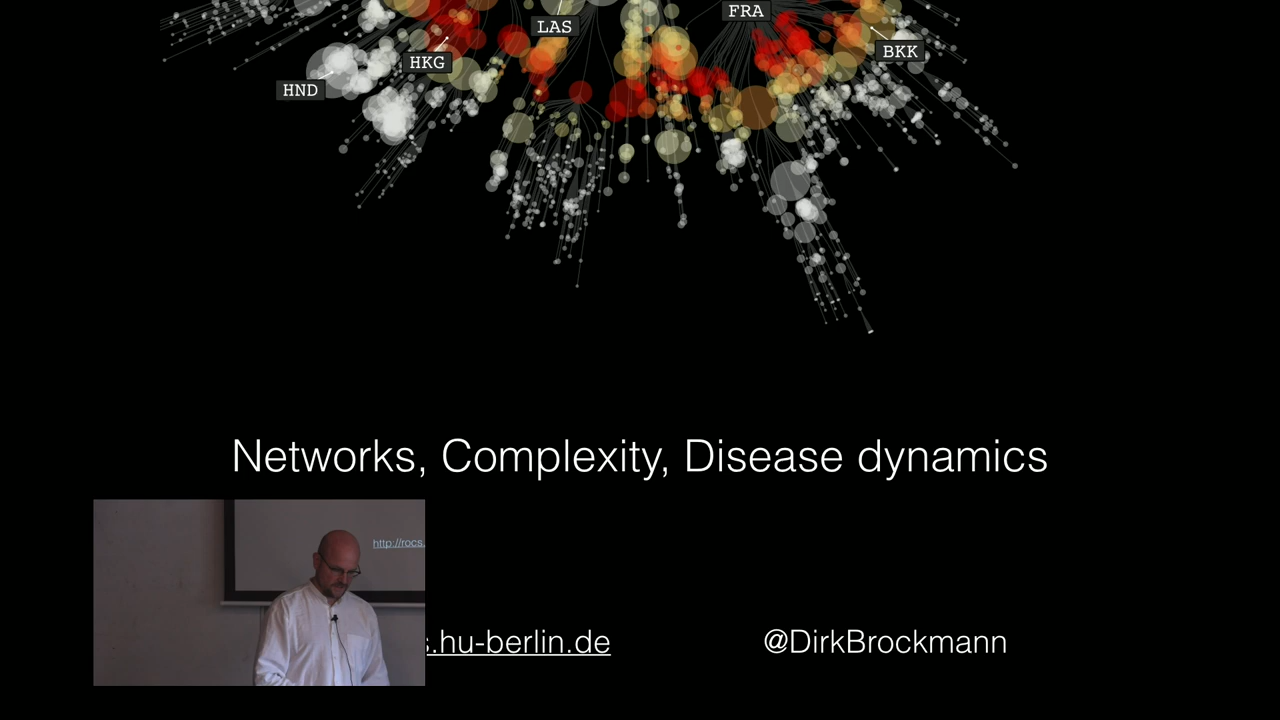 LAS
FRA
HKG
BKK
HND
Networks, Complexity, Disease dynamics
http://rocs.
s.hu-berlin.de
@DirkBrockmann